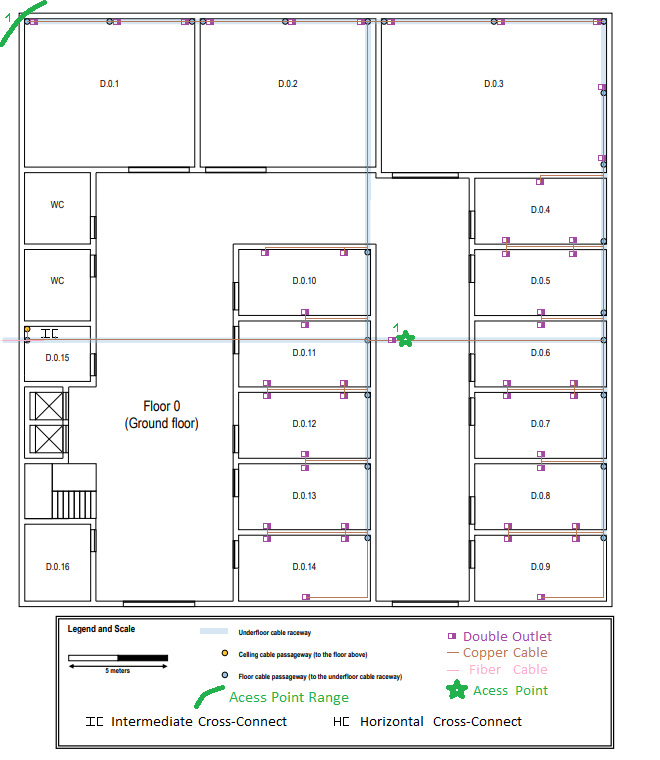 1
D.0.1
D.0.2
D.0.3
WC
D.0.4
WC
D.0.10
D.0.5
1
D.0.15
D.0.11
D.0.6
Floor 0
(Ground floor)
D.0.12
D.0.7
D.0.13
D.0.8
D.0.16
D.0.14
D.0.9
Legend and Scale
5 meters
Underfloor cable raceway
Celling cable passageway (to the floor above)
Floor cable passageway (to the underfloor cable raceway)
Acess Point Range
Double Outlet
Copper Cable
Fiber Cable
Acess Point
IC Intermediate Cross-Connect
HC Horizontal Cross-Connect